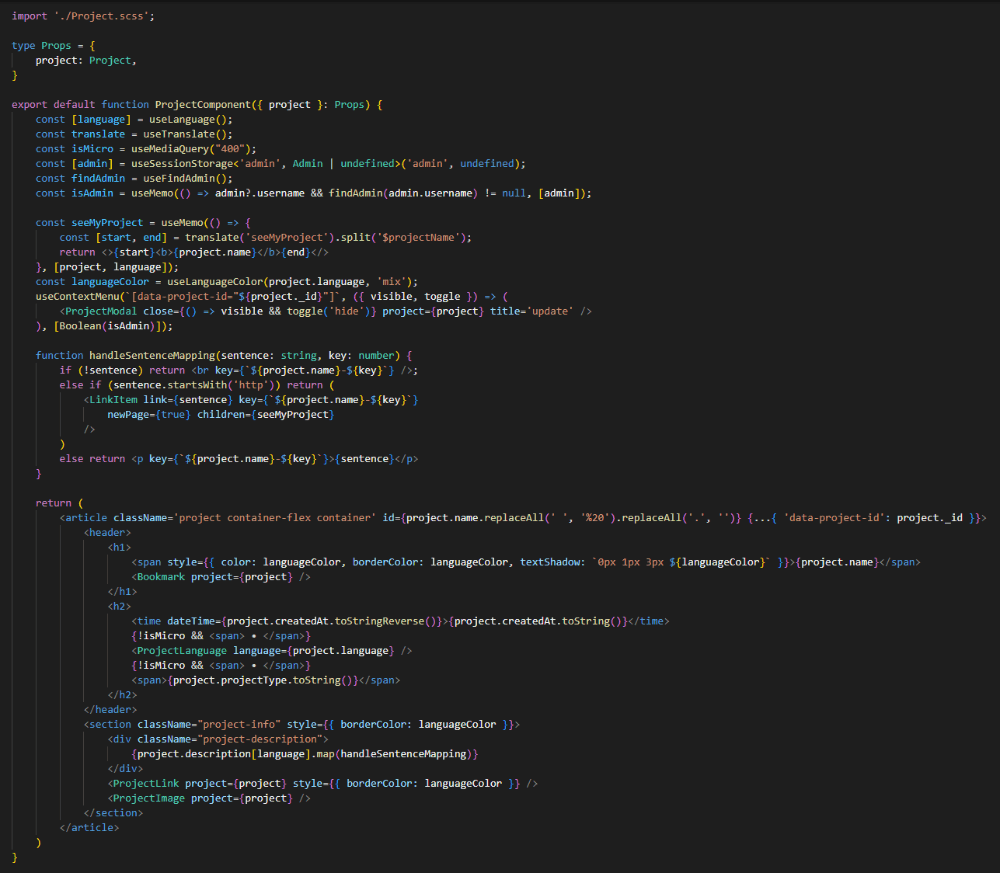 import './Project.scss';

type Props = {
    project: Project,
}

export default function ProjectComponent({ project }: Props) {
    const [language] = useLanguage();
    const translate = useTranslate();
    const isMicro = useMediaQuery("400");
    const [admin] = useSessionStorage<'admin', Admin | undefined>('admin', undefined);
    const findAdmin = useFindAdmin();
    const isAdmin = useMemo(() => admin?.username && findAdmin(admin.username) != null, [admin]);

    const seeMyProject = useMemo(() => {
        const [start, end] = translate('seeMyProject').split('$projectName');
        return <>{start}<b>{project.name}</b>{end}</>
    }, [project, language]);
    const languageColor = useLanguageColor(project.language, 'mix');
    useContextMenu(`[data-project-id="${project._id}"]`, ({ visible, toggle }) => (
        <ProjectModal close={() => visible && toggle('hide')} project={project} title='update' />
    ), [Boolean(isAdmin)]);

    function handleSentenceMapping(sentence: string, key: number) {
        if (!sentence) return <br key={`${project.name}-${key}`} />;
        else if (sentence.startsWith('http')) return (
            <LinkItem link={sentence} key={`${project.name}-${key}`}
                newPage={true} children={seeMyProject}
            />
        )
        else return <p key={`${project.name}-${key}`}>{sentence}</p>
    }

    return (
        <article className='project container-flex container' id={project.name.replaceAll(' ', '%20').replaceAll('.', '')} {...{ 'data-project-id': project._id }}>
            <header>
                <h1>
                    <span style={{ color: languageColor, borderColor: languageColor, textShadow: `0px 1px 3px ${languageColor}` }}>{project.name}</span>
                    <Bookmark project={project} />
                </h1>
                <h2>
                    <time dateTime={project.createdAt.toStringReverse()}>{project.createdAt.toString()}</time>
                    {!isMicro && <span> • </span>}
                    <ProjectLanguage language={project.language} />
                    {!isMicro && <span> • </span>}
                    <span>{project.projectType.toString()}</span>
                </h2>
            </header>
            <section className="project-info" style={{ borderColor: languageColor }}>
                <div className="project-description">
                    {project.description[language].map(handleSentenceMapping)}
                </div>
                <ProjectLink project={project} style={{ borderColor: languageColor }} />
                <ProjectImage project={project} />
            </section>
        </article>
    )
}